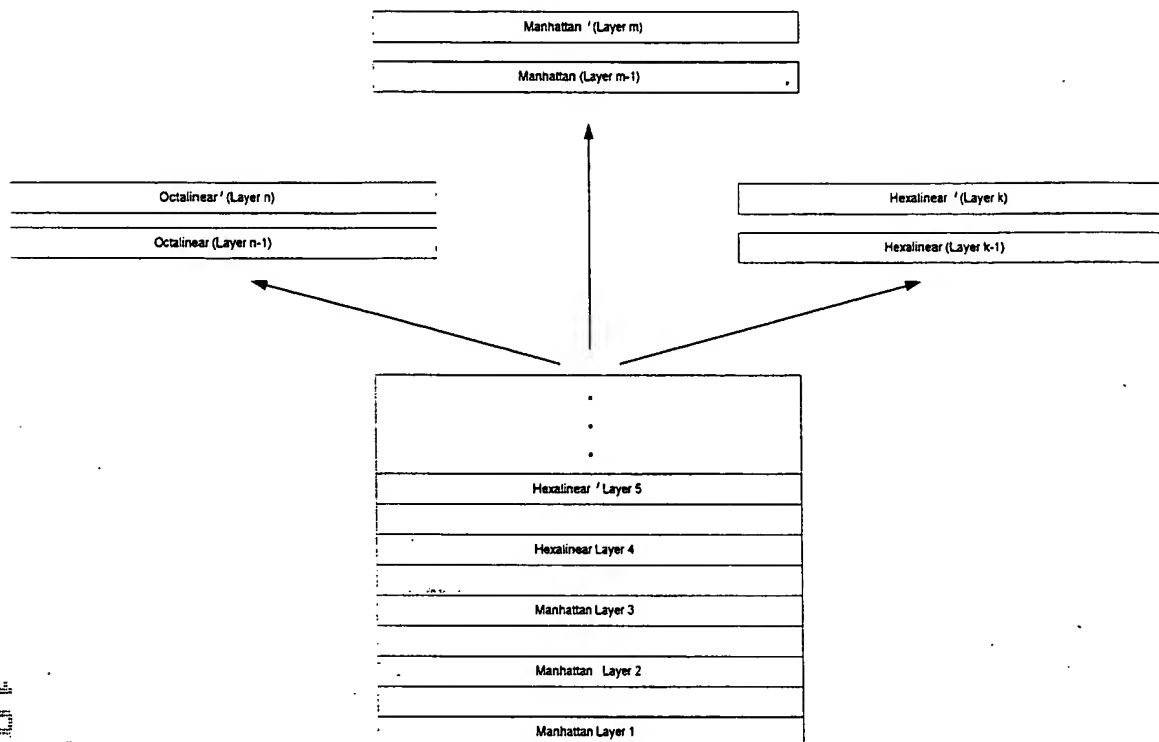 Manhattan ' (Layer m)
Manhattan (Layer m-1)
Octalinear ' (Layer n)
Octalinear (Layer n-1)
Hexalinear ' (Layer k)
Hexalinear (Layer k-1)
Hexalinear ' Layer 5
Hexalinear Layer 4
Manhattan Layer 3
Manhattan Layer 2
Manhattan Layer 1